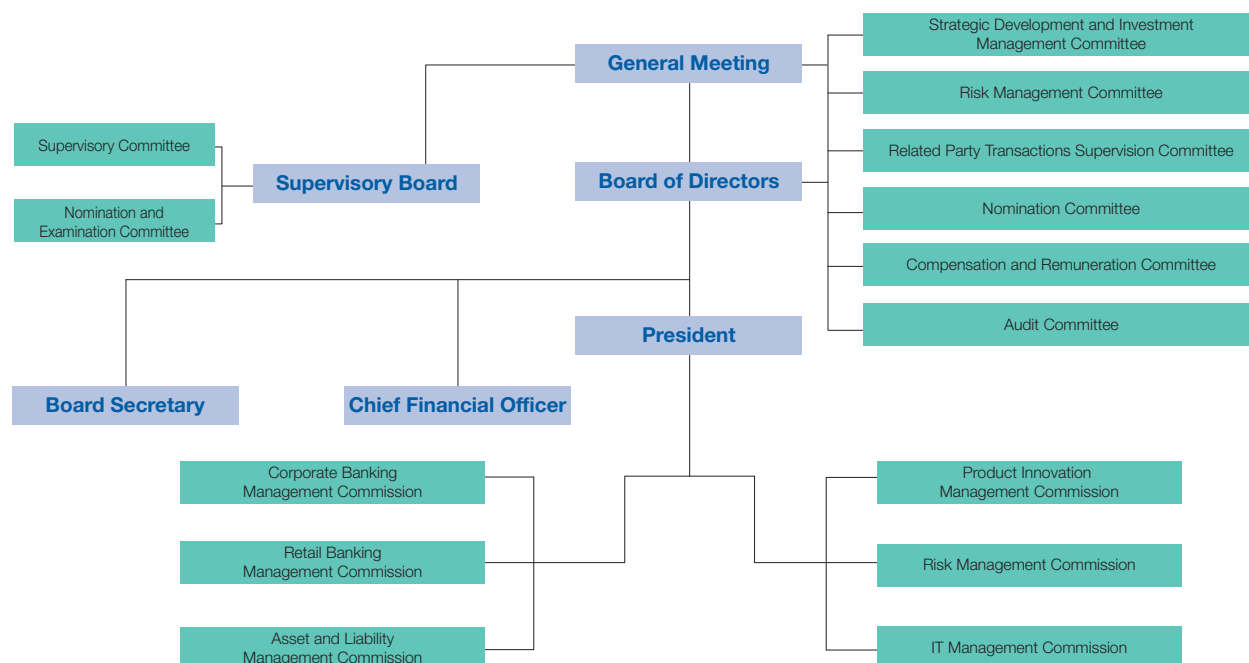 Strategic Development and Investment
Management Committee
General Meeting
Risk Management Committee
Supervisory Committee
Related Party Transactions Supervision Committee
Supervisory Board
Board of Directors
Nomination and
Examination Committee
Nomination Committee
Compensation and Remuneration Committee
Audit Committee
President
Board Secretary
Chief Financial Officer
Corporate Banking
Management Commission
Product Innovation
Management Commission
Retail Banking
Management Commission
Risk Management Commission
Asset and Liability
Management Commission
IT Management Commission